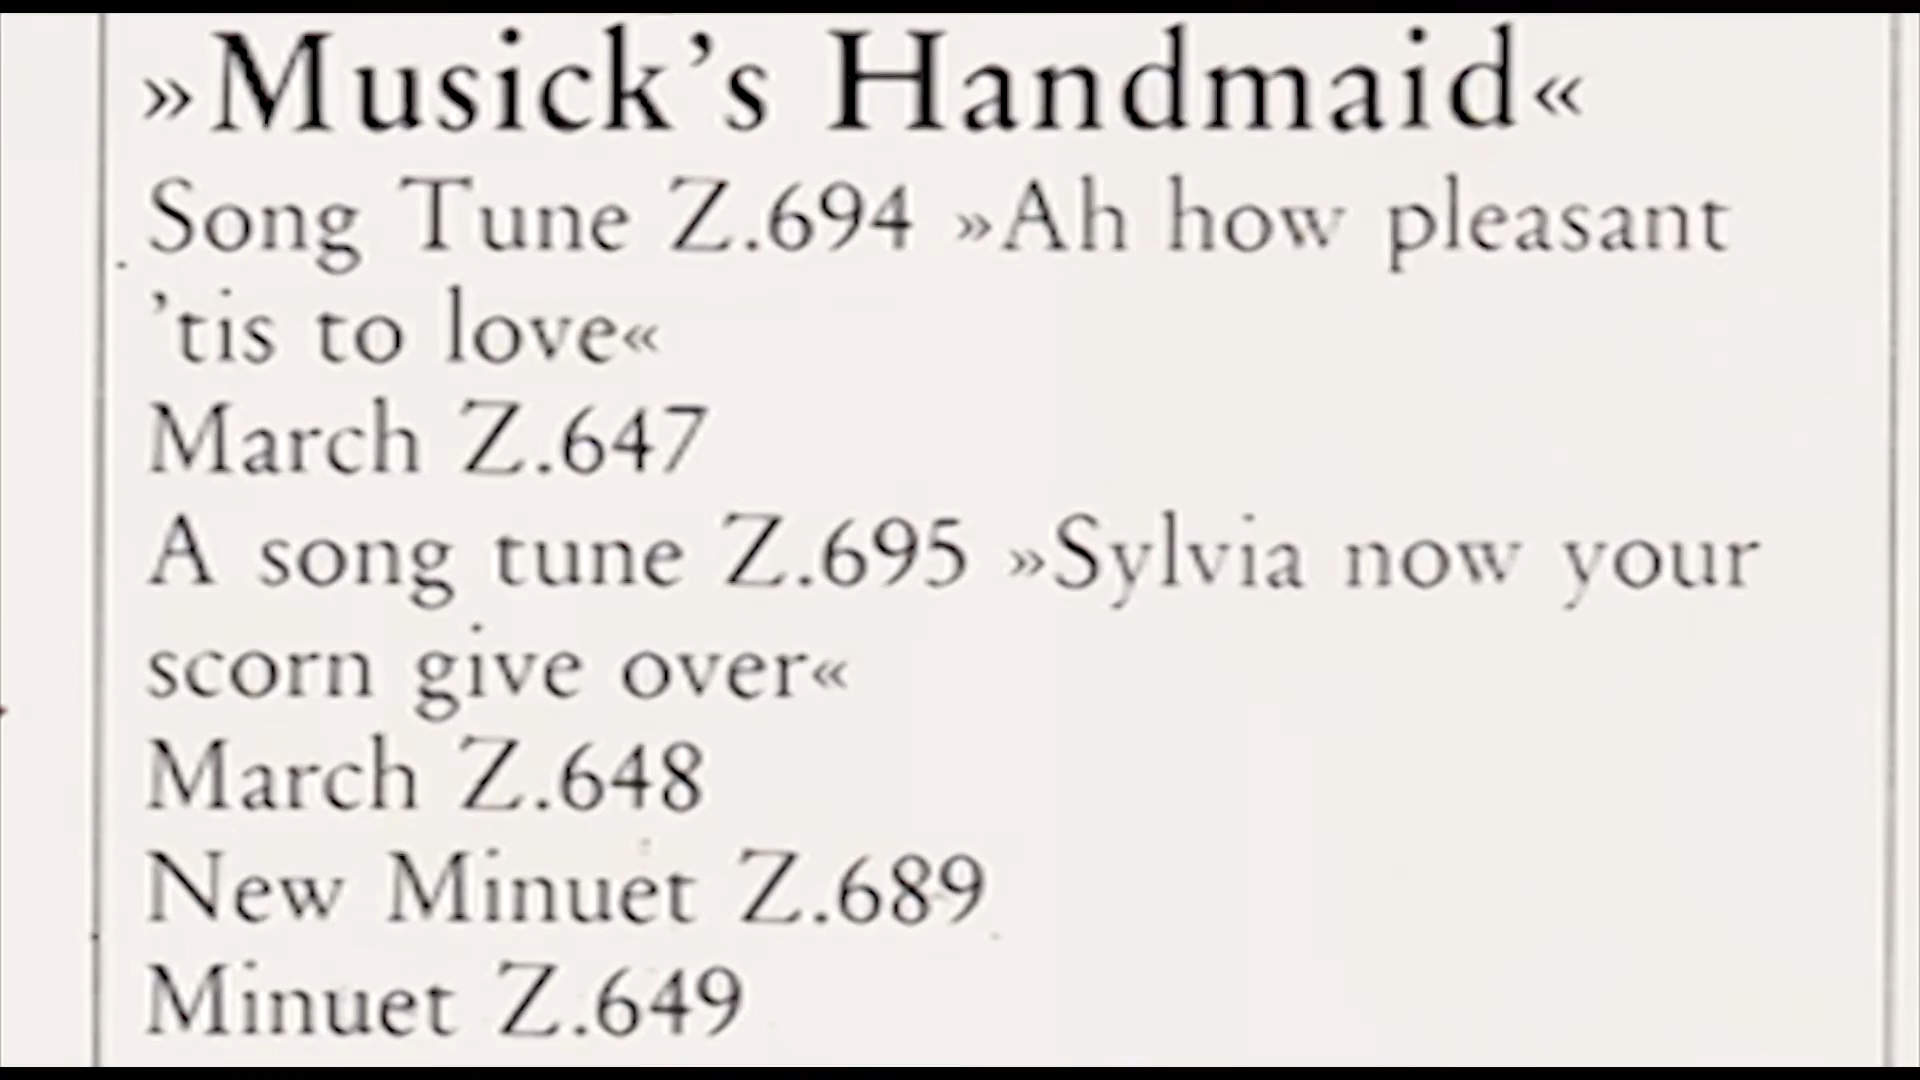 »Musick’s Handmaid«
Song Tune Z.694 »Ah how pleasant
’tis to love«
March Z.647
A song tune Z.695 »Sylvia now your
scorn give over«
March Z.648
New Minuet Z.689
Minuet Z.649